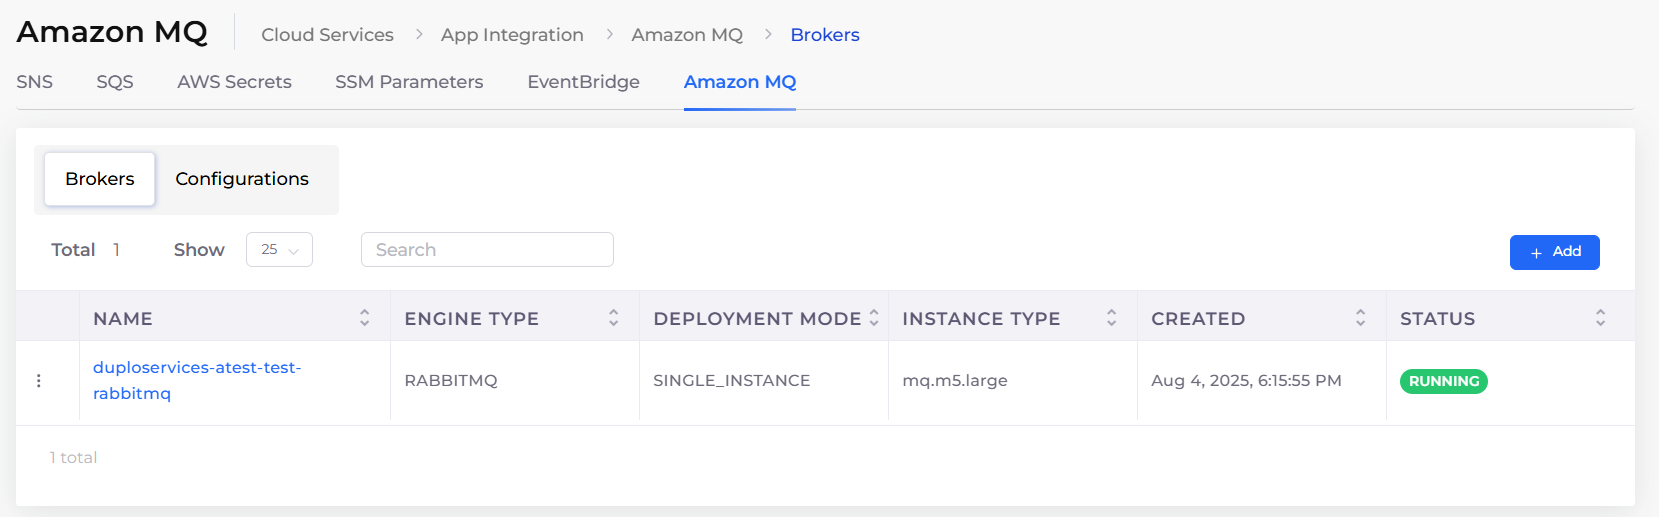 Amazon MQ
Cloud Services > App Integration > Amazon MQ > Brokers
SNS SQS AWS Secrets SSM Parameters EventBridge Amazon MQ
Brokers Configurations
Total 1 Show 25 Search + Add
NAME ENGINE TYPE DEPLOYMENT MODE INSTANCE TYPE CREATED STATUS
duploservices-atest-test-
rabbitmq
RABBITMQ SINGLE_INSTANCE mq.m5.large Aug 4, 2025, 6:15:55 PM RUNNING
1 total